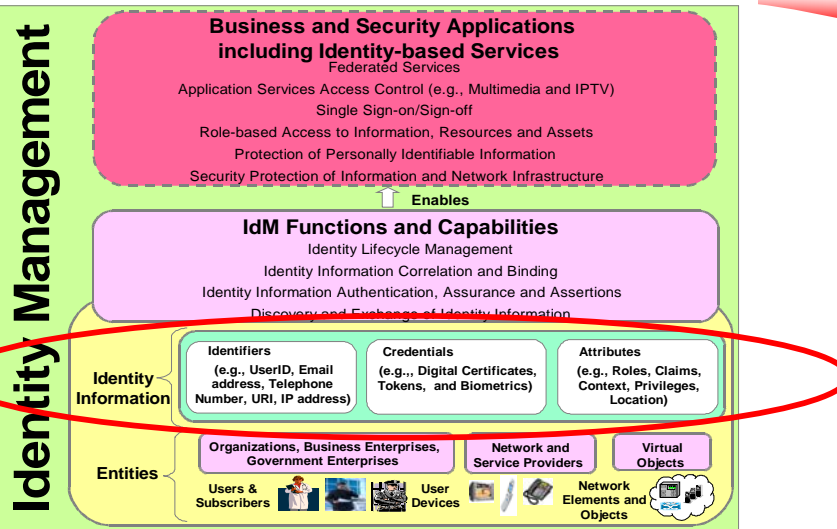 Identity Management
Business and Security Applications
including Identity-based Services
Federated Services
Application Services Access Control (e.g., Multimedia and IPTV)
Single Sign-on/Sign-off
Role-based Access to Information, Resources and Assets
Protection of Personally Identifiable Information
Security Protection of Information and Network Infrastructure
Enables
IdM Functions and Capabilities
Identity Lifecycle Management
Identity Information Correlation and Binding
Identity Information Authentication, Assurance and Assertions
Discovery and Exchange of Identity Information
Identity
Information
Identifiers
(e.g., UserID, Email
address, Telephone
Number, URI, IP address)
Credentials
(e.g.,, Digital Certificates,
Tokens, and Biometrics)
Attributes
(e.g., Roles, Claims,
Context, Privileges,
Location)
Entities
Organizations, Business Enterprises,
Government Enterprises
Network and
Service Providers
Virtual
Objects
Users &
Subscribers
User
Devices
Network
Elements and
Objects